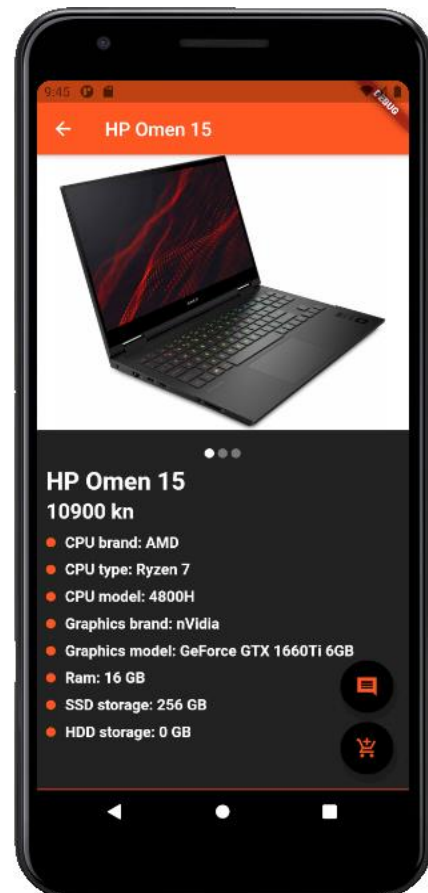 9:45
DEBUG
HP Omen 15
HP Omen 15
10900 kn
CPU brand: AMD
CPU type: Ryzen 7
CPU model: 4800H
Graphics brand: nVidia
Graphics model: GeForce GTX 1660Ti 6GB
Ram: 16 GB
SSD storage: 256 GB
HDD storage: 0 GB